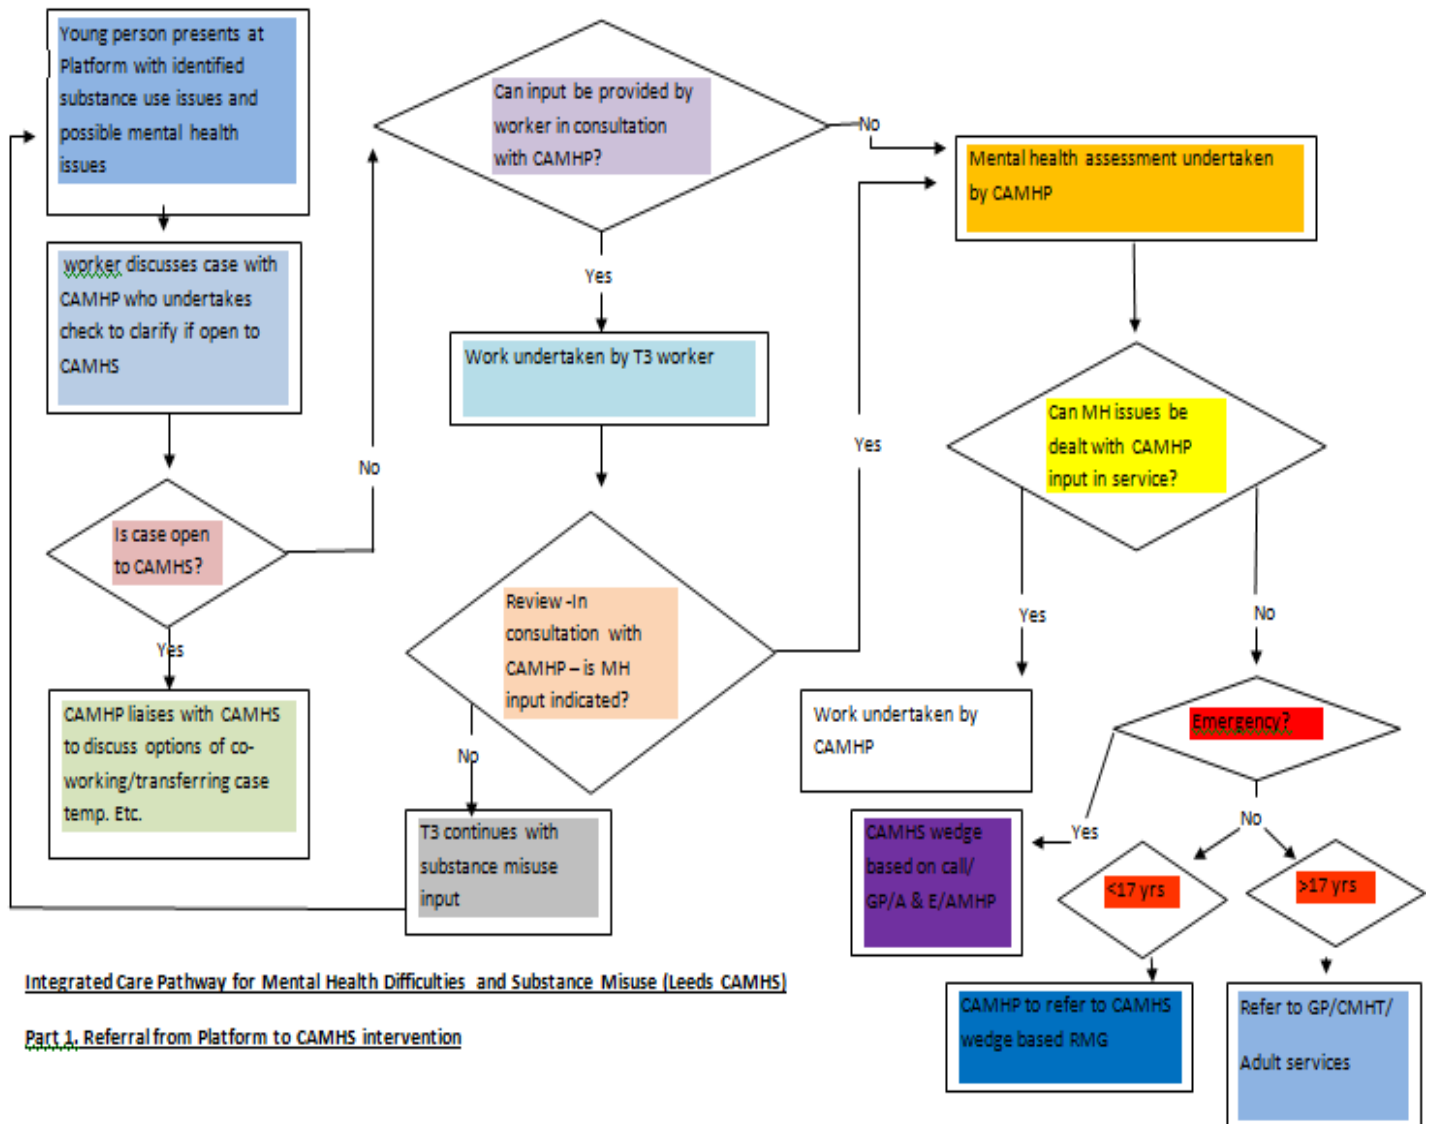 Young person presents at
Platform with identified
substance use issues and
possible mental health
issues
worker discusses case with
CAMHP who undertakes
check to clarify if open to
CAMHS
Is case open
to CAMHS?
No
Yes
CAMHP liaises with CAMHS
to discuss options of co-
working/transferring case
temp. Etc.
Can input be provided by
worker in consultation
with CAMHP?
No
Yes
Work undertaken by T3 worker
Review -In
consultation with
CAMHP – is MH
input indicated?
Yes
No
T3 continues with
substance misuse
input
Mental health assessment undertaken
by CAMHP
Can MH issues be
dealt with CAMHP
input in service?
Yes
No
Work undertaken by
CAMHP
Emergency?
Yes
No
CAMHS wedge
based on call/
GP/A & E/AMHP
<17 yrs
>17 yrs
CAMHP to refer to CAMHS
wedge based RMG
Refer to GP/CMHT/
Adult services
Integrated Care Pathway for Mental Health Difficulties and Substance Misuse (Leeds CAMHS)
Part 1. Referral from Platform to CAMHS intervention